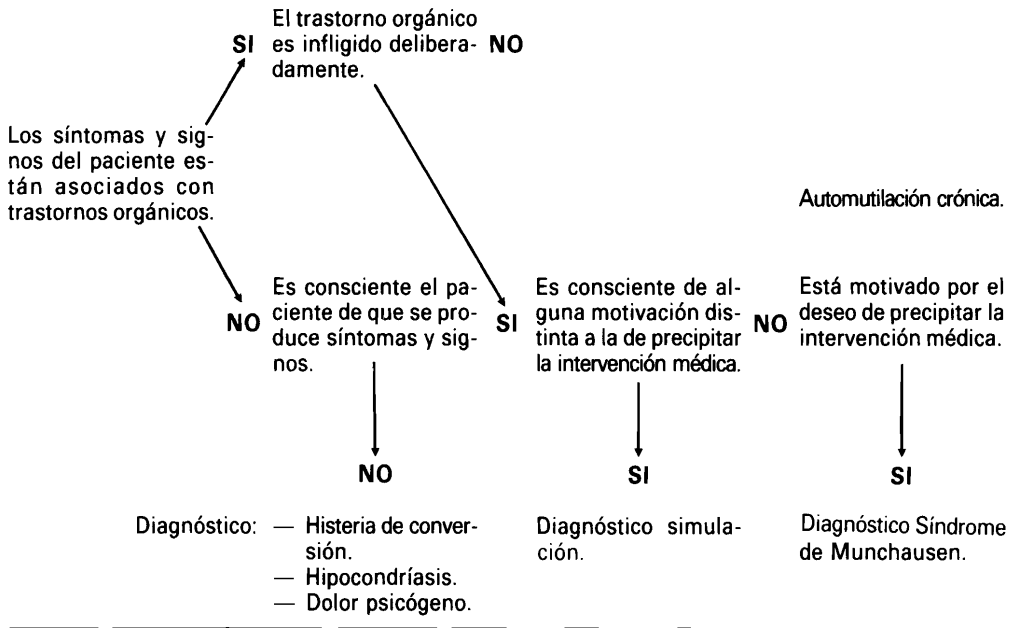 El trastorno orgánico
SI es infligido delibera- NO
damente.
Los síntomas y sig-
nos del paciente es-
tán asociados con
trastornos orgánicos.
Automutilación crónica.
NO
Es consciente el pa-
ciente de que se pro-
duce síntomas y sig-
nos.
SI
Es consciente de al-
guna motivación dis-
tinta a la de precipitar
la intervención médica.
NO
Está motivado por el
deseo de precipitar la
intervención médica.
NO
SI
SI
Diagnóstico: — Histeria de conver-
sión.
— Hipocondríasis.
— Dolor psicógeno.
Diagnóstico simula-
ción.
Diagnóstico Síndrome
de Munchausen.